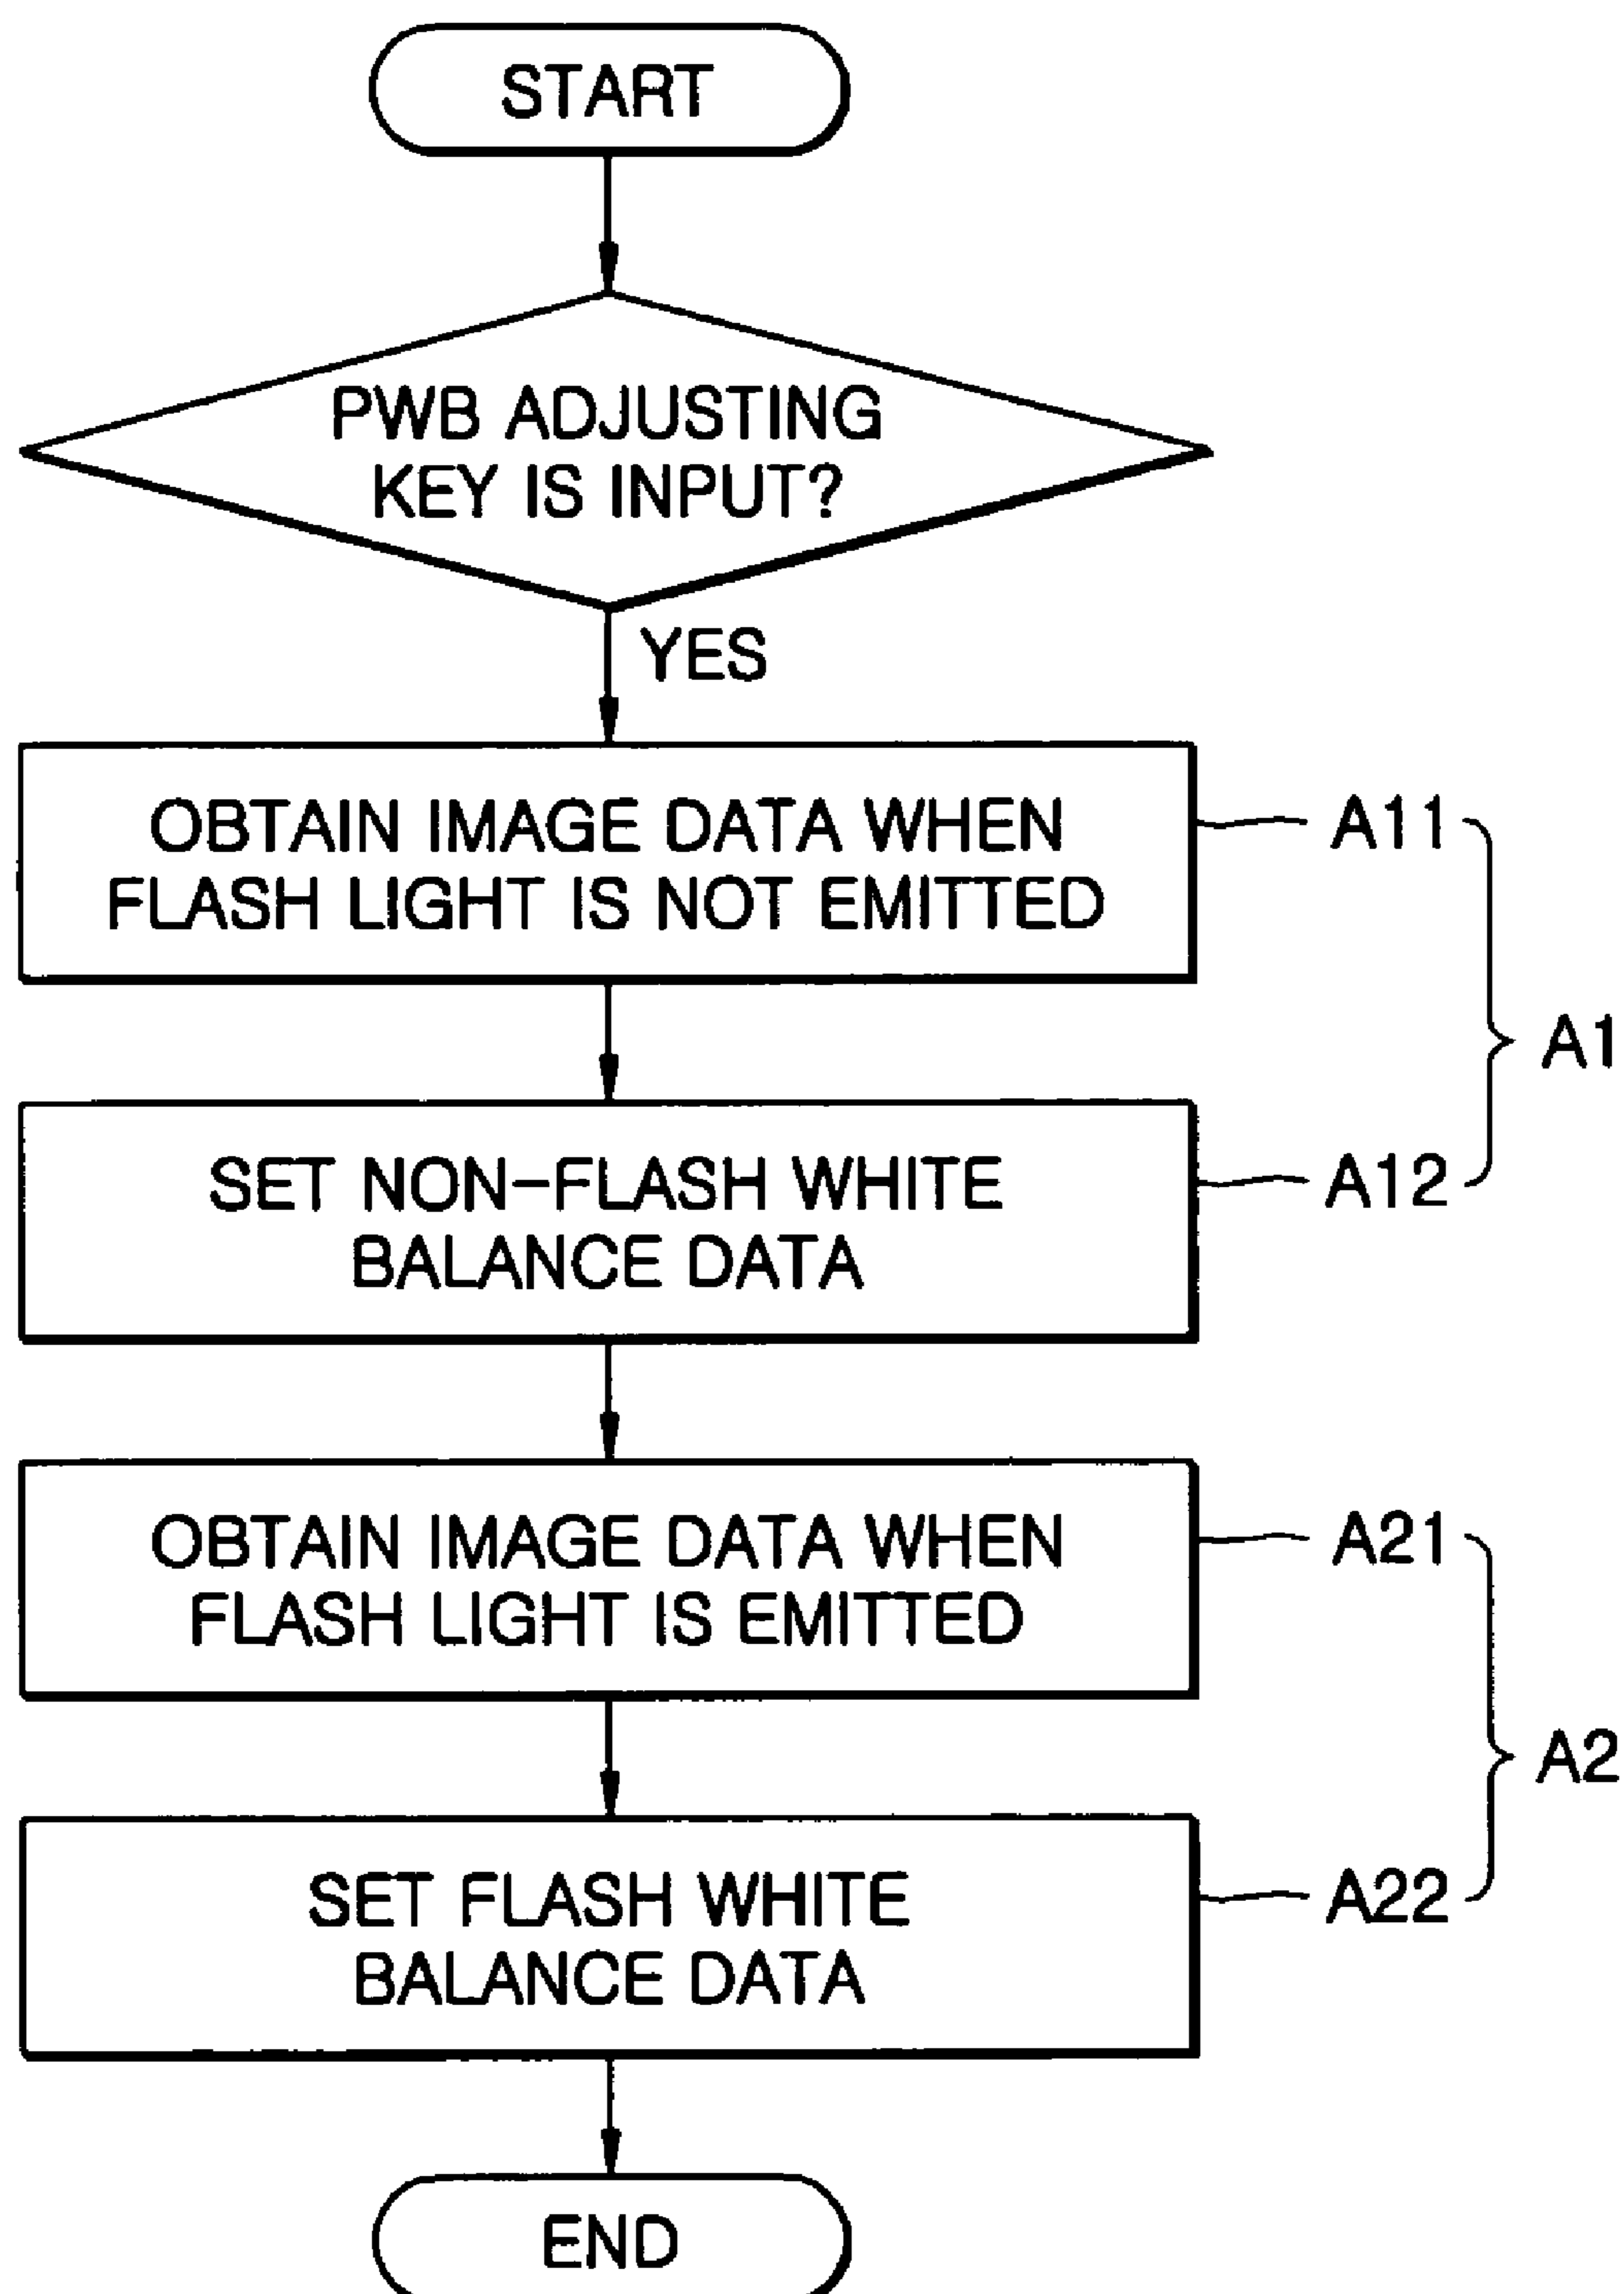 START
PWB ADJUSTING
KEY IS INPUT?
YES
OBTAIN IMAGE DATA WHEN
FLASH LIGHT IS NOT EMITTED
A11
A1
SET NON-FLASH WHITE
BALANCE DATA
A12
OBTAIN IMAGE DATA WHEN
FLASH LIGHT IS EMITTED
A21
A2
SET FLASH WHITE
BALANCE DATA
A22
END